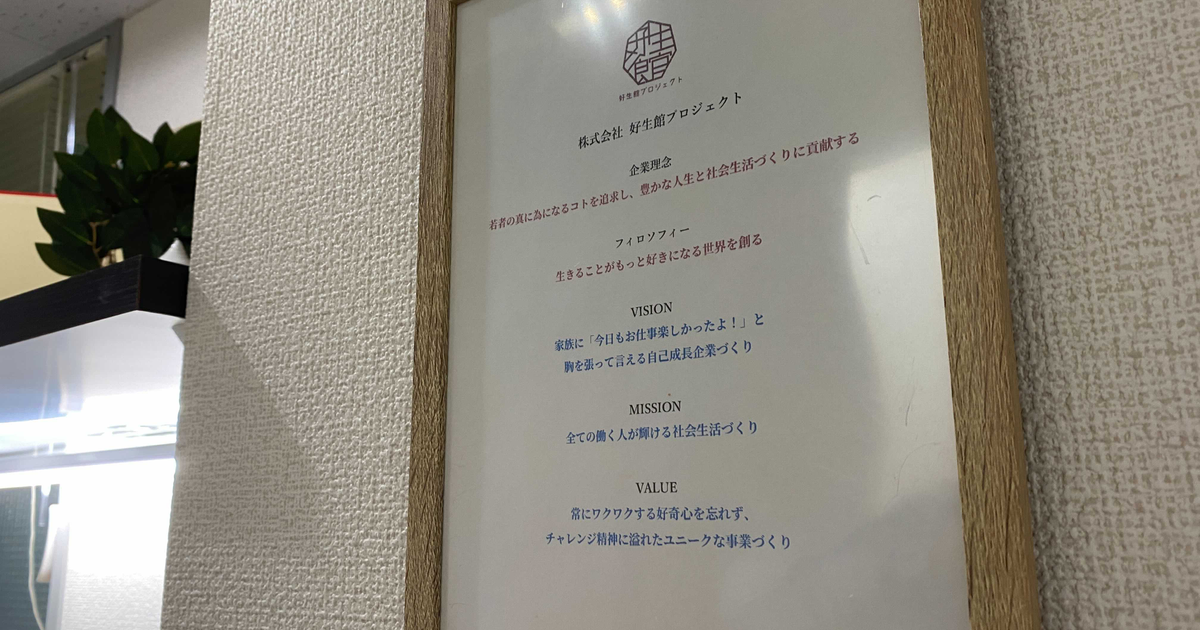 好生館
好生館プロジェクト
株式会社 好生館プロジェクト
企業理念
若者の真に為になるコトを追求し、豊かな人生と社会生活づくりに貢献する
フィロソフィー
生きることがもっと好きになる世界を創る
VISION
家族に「今日もお仕事楽しかったよ！」と
胸を張って言える自己成長企業づくり
MISSION
全ての働く人が輝ける社会生活づくり
VALUE
常にワクワクする好奇心を忘れず、
チャレンジ精神に溢れたユニークな事業づくり